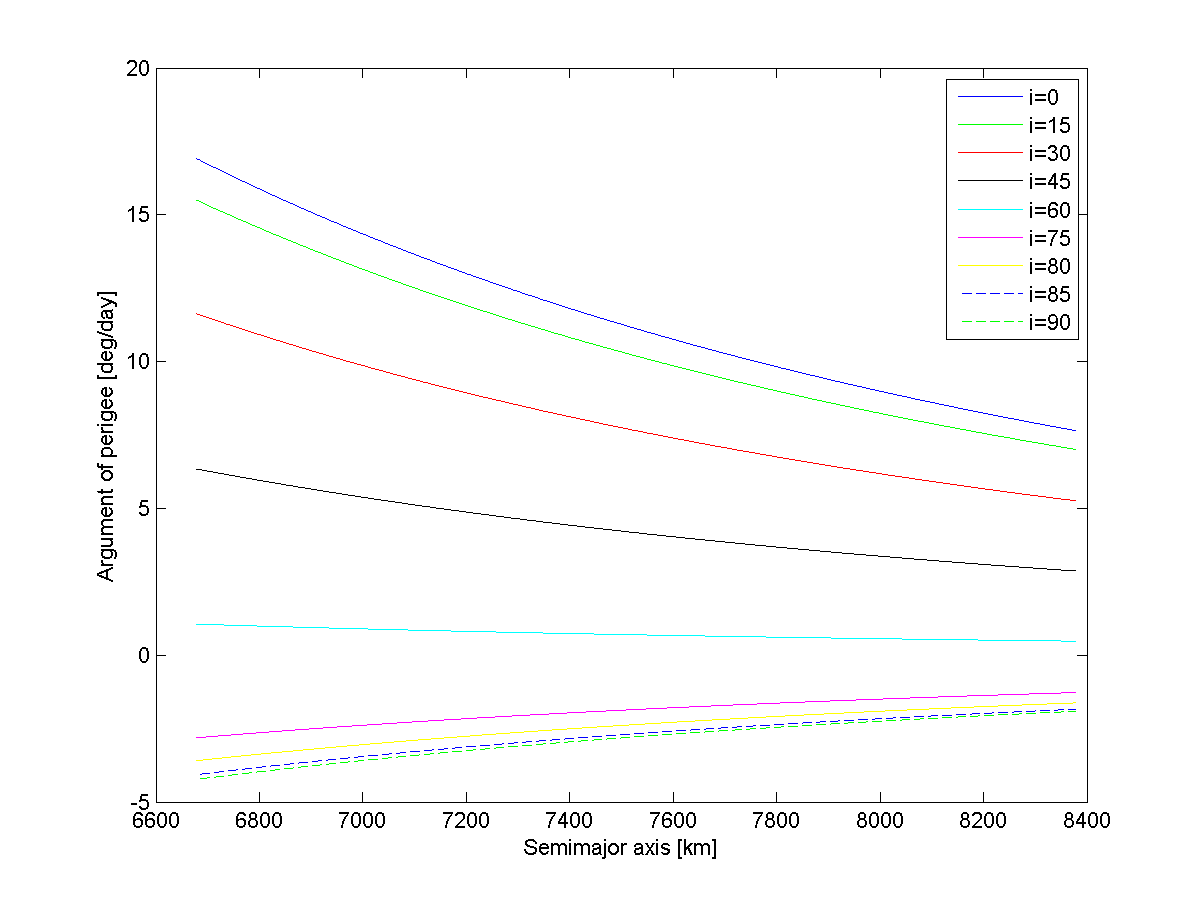 20
15
10
5
0
-5
6600 6800 7000 7200 7400 7600 7800 8000 8200 8400
Semimajor axis [km]
Argument of perigee [deg/day]
i=0
i=15
i=30
i=45
i=60
i=75
i=80
i=85
i=90